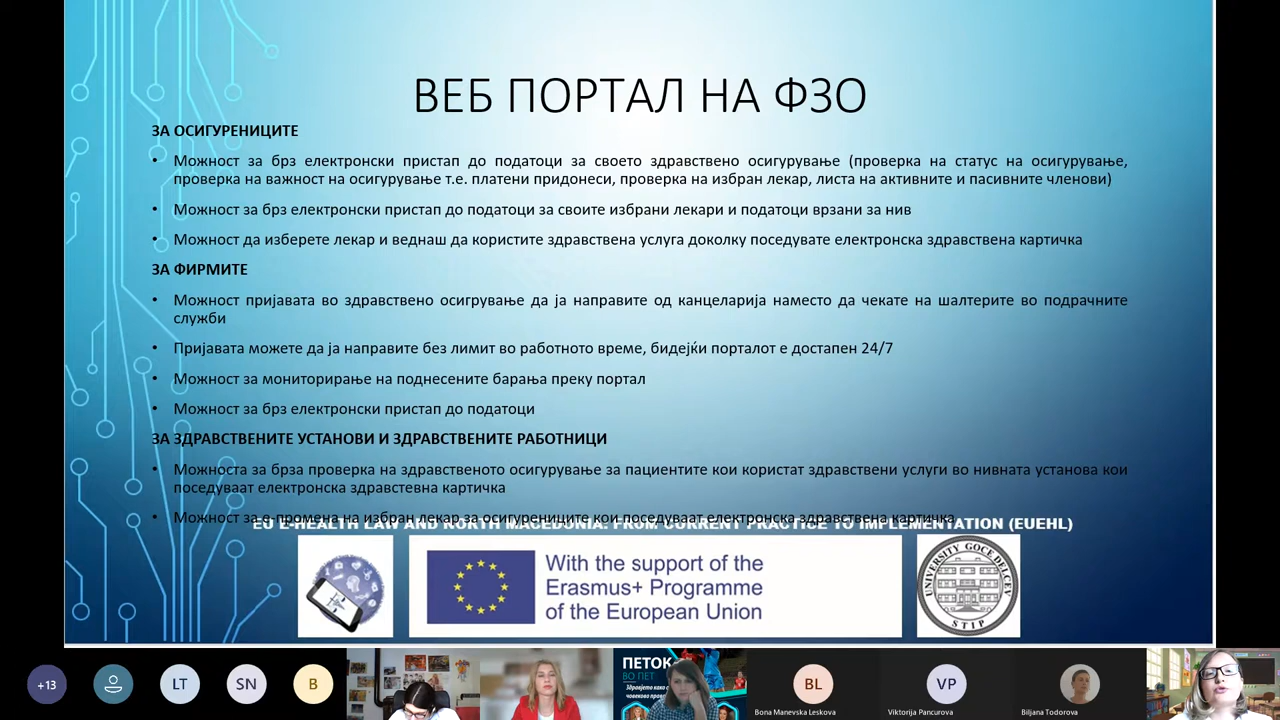 ВЕБ ПОРТАЛ НА ФЗО
ЗА ОСИГУРЕНИЦИТЕ
• Можност за брз електронски пристап до податоци за своето здравствено осигурување (проверка на статус на осигурување,
проверка на важност на осигурување т.е. платени придонеси, проверка на избран лекар, листа на активните и пасивните членови)
• Можност за брз електронски пристап до податоци за своите избрани лекари и податоци врзани за нив
• Можност да изберете лекар и веднаш да користите здравствена услуга доколку поседувате електронска здравствена картичка
ЗА ФИРМИТЕ
• Можност пријавата во здравствено осигрување да ја направите од канцеларија наместо да чекате на шалтерите во подрачните
служби
• Пријавата можете да ја направите без лимит во работното време, бидејќи порталот е достапен 24/7
• Можност за мониторирање на поднесените барања преку портал
• Можност за брз електронски пристап до податоци
ЗА ЗДРАВСТВЕНИТЕ УСТАНОВИ И ЗДРАВСТВЕНИТЕ РАБОТНИЦИ
• Можноста за брза проверка на здравственото осигурување за пациентите кои користат здравствени услуги во нивната установа кои
поседуваат електронска здравстевна картичка
• Можност за е-промена на избран лекар за осигурениците кои поседуваат електронска здравствена картичка
EU E-HEALTH LAW AND NORTH MACEDONIA: FROM CURRENT PRACTICE TO IMPLEMENTATION (EUEHL)
With the support of the
Erasmus+ Programme
of the European Union
UNIVERSITY GOCE DELCEV
STIP
+13
LT
SN
B
ПЕТОК
ВО ПЕТ
Здравјето како
човеково право
BL
Bona Manevska Leskova
VP
Viktorija Pancurova
Biljana Todorova